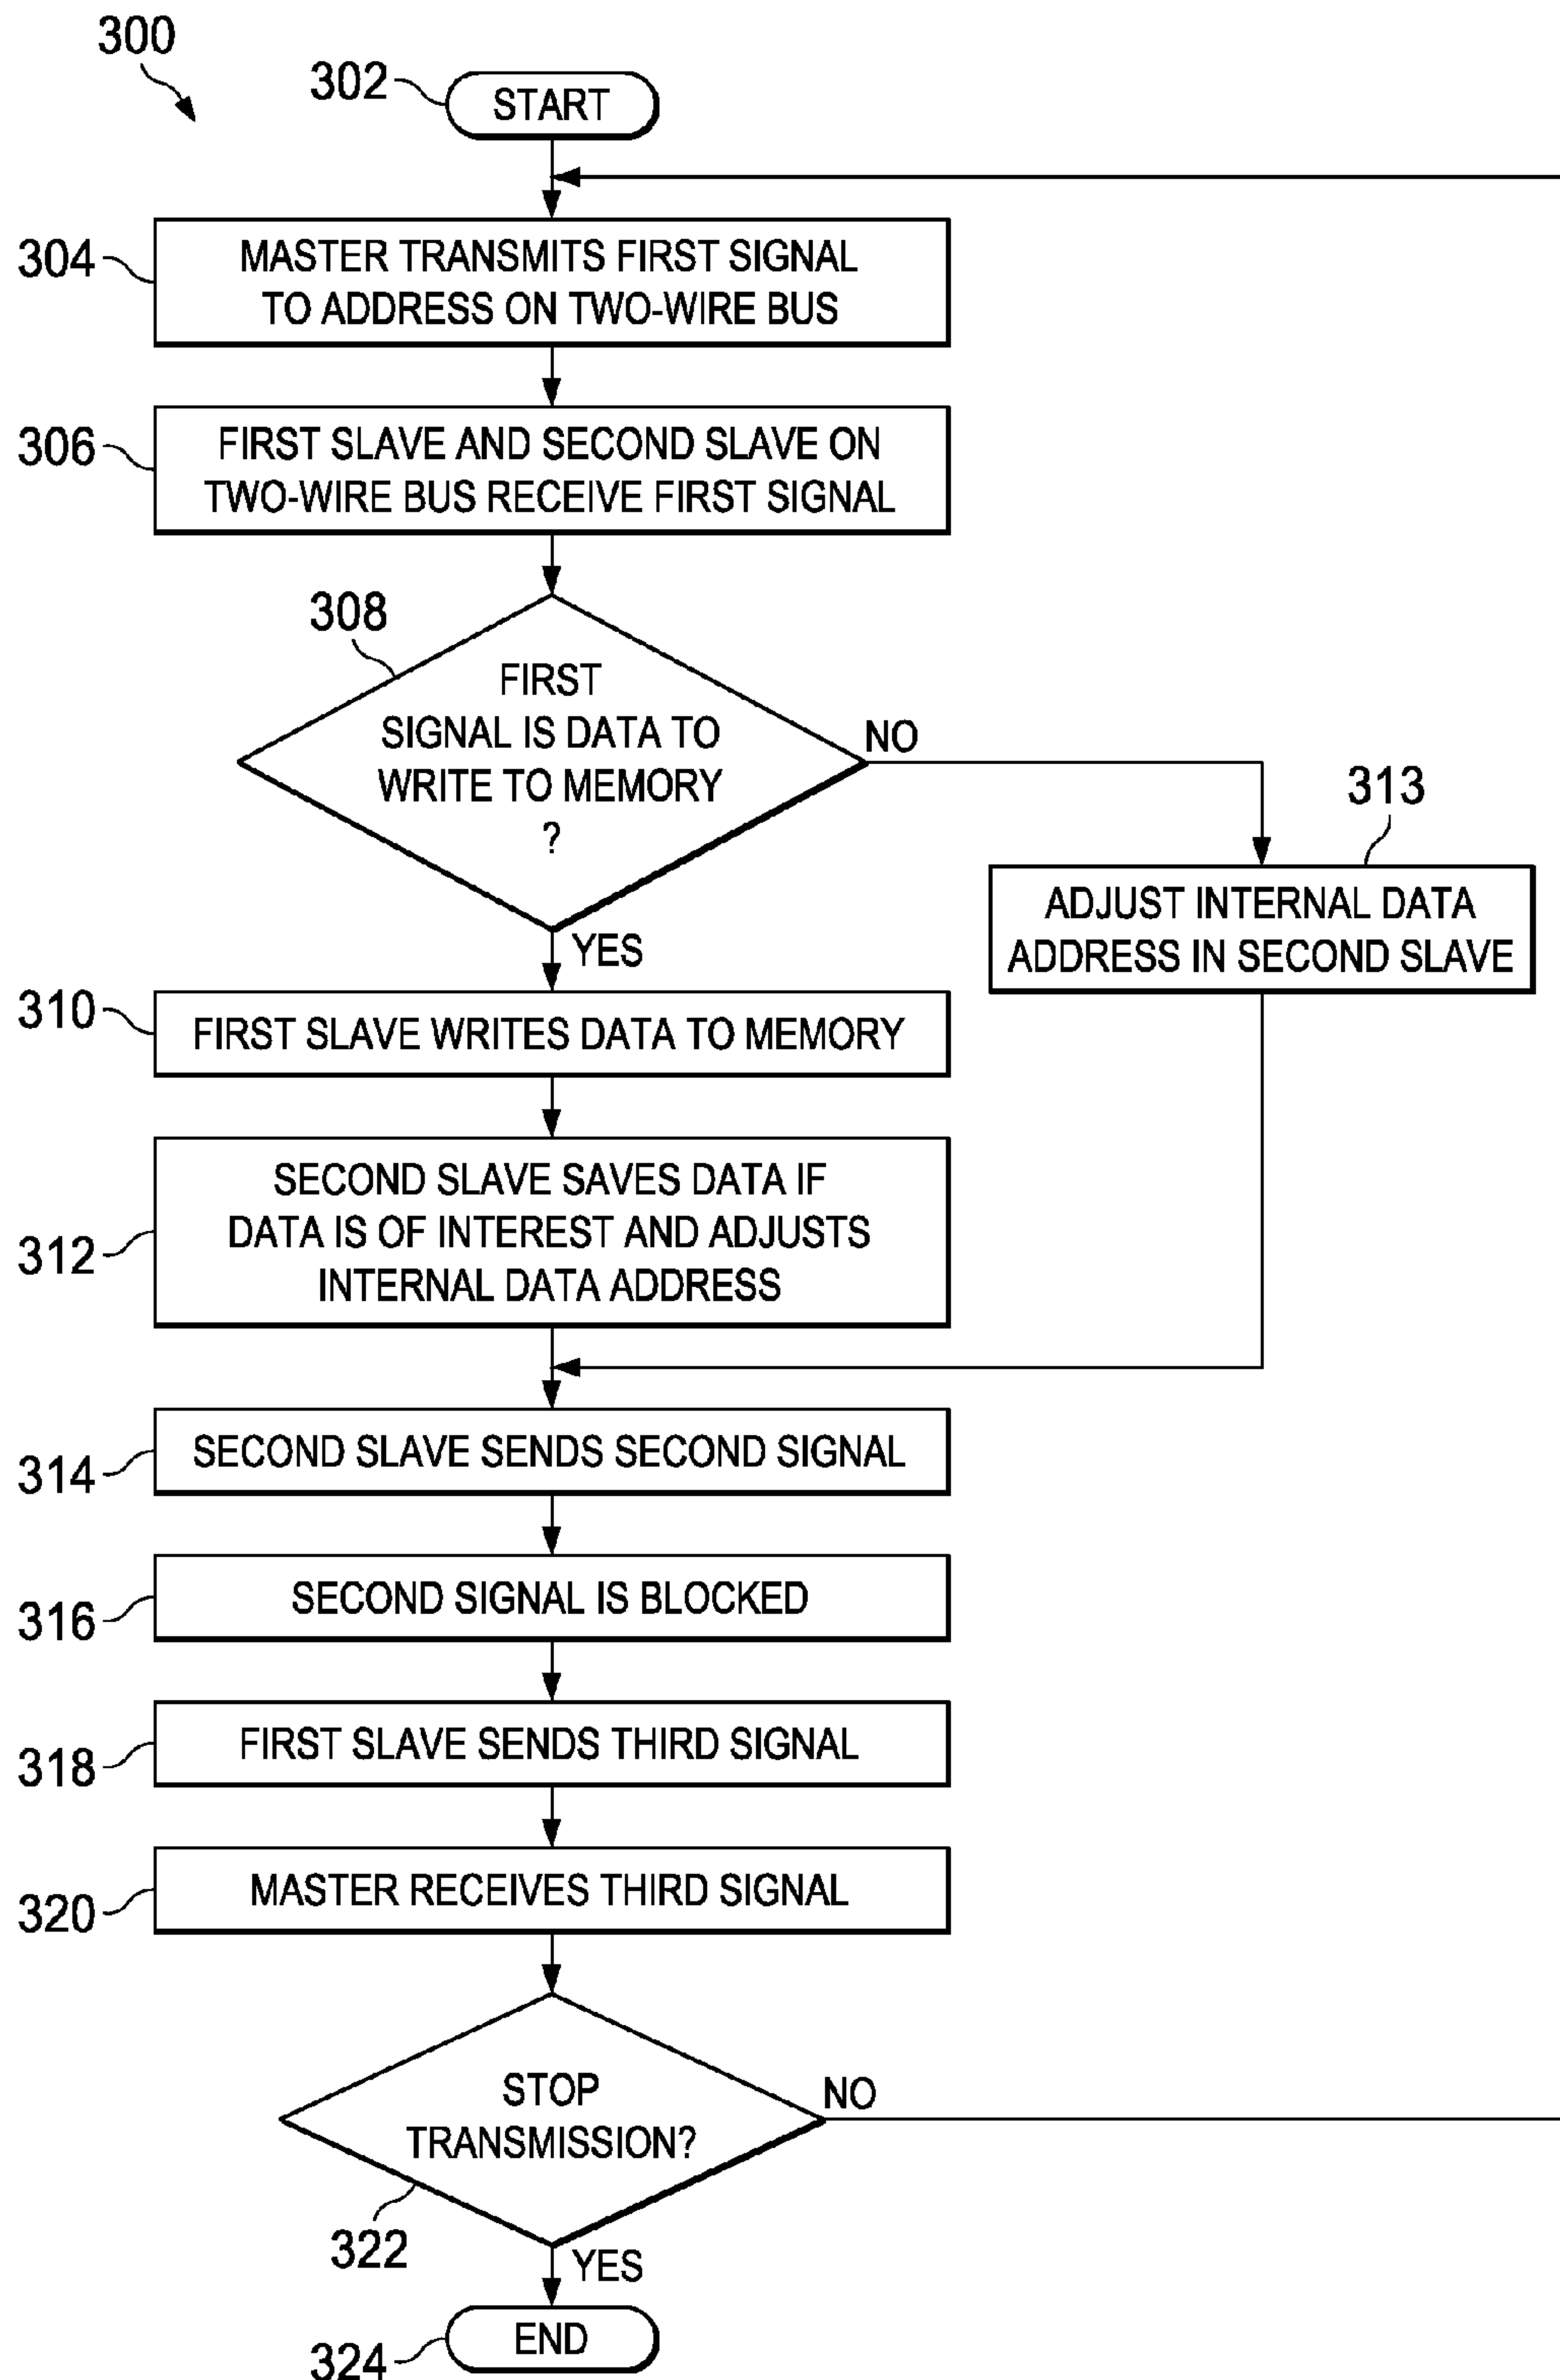 300
302
START
304
MASTER TRANSMITS FIRST SIGNAL
TO ADDRESS ON TWO-WIRE BUS
306
FIRST SLAVE AND SECOND SLAVE ON
TWO-WIRE BUS RECEIVE FIRST SIGNAL
308
FIRST
SIGNAL IS DATA TO
WRITE TO MEMORY
?
NO
313
ADJUST INTERNAL DATA
ADDRESS IN SECOND SLAVE
YES
310
FIRST SLAVE WRITES DATA TO MEMORY
312
SECOND SLAVE SAVES DATA IF
DATA IS OF INTEREST AND ADJUSTS
INTERNAL DATA ADDRESS
314
SECOND SLAVE SENDS SECOND SIGNAL
316
SECOND SIGNAL IS BLOCKED
318
FIRST SLAVE SENDS THIRD SIGNAL
320
MASTER RECEIVES THIRD SIGNAL
STOP
TRANSMISSION?
NO
322
YES
END
324